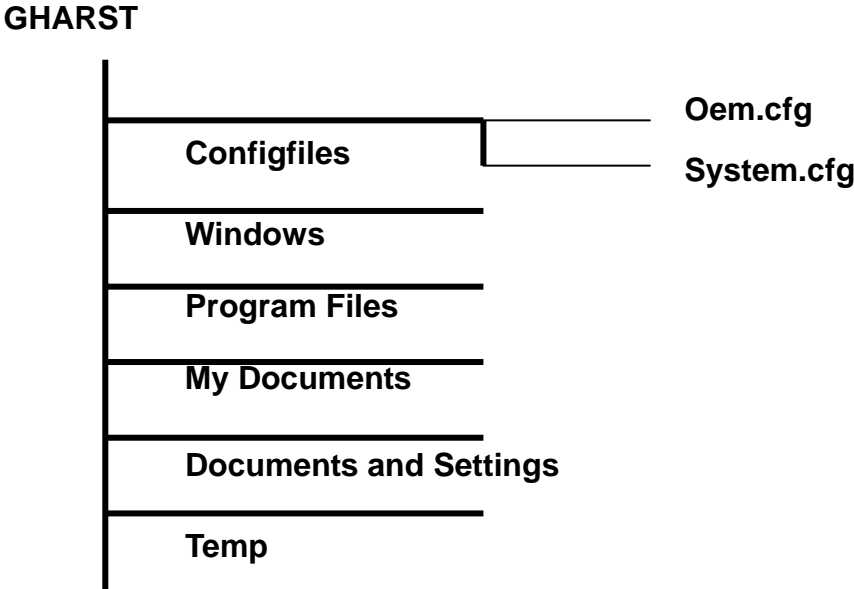 GHARST
Oem.cfg
Configfiles
System.cfg
Windows
Program Files
My Documents
Documents and Settings
Temp